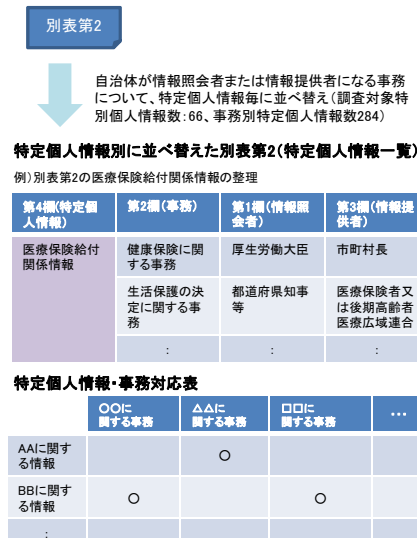 別表第2
自治体が情報照会者または情報提供者になる事務
について、特定個人情報毎に並べ替え(調査対象特
別個人情報数:66、事務別特定個人情報数284)
特定個人情報別に並べ替えた別表第2(特定個人情報一覧)
例)別表第2の医療保険給付関係情報の整理
第4欄(特定個
人情報)
第2欄(事務)
第1欄(情報照
会者)
第3欄(情報提
供者)
医療保険給付
関係情報
健康保険に関
する事務
厚生労働大臣
市町村長
生活保護の決
定に関する事
務
都道府県知事
等
医療保険者又
は後期高齢者
医療広域連合
:
:
:
特定個人情報・事務対応表
○○に
関する事務
△△に
関する事務
□□に
関する事務
…
AAに関す
る情報
○
BBに関す
る情報
○
○
: